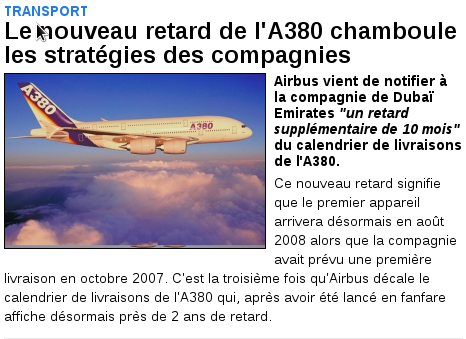 TRANSPORT
Le nouveau retard de l'A380 chamboule
les stratégies des compagnies
A380
A380
Airbus vient de notifier à
la compagnie de Dubaï
Emirates "un retard
supplémentaire de 10 mois"
du calendrier de livraisons
de l'A380.
Ce nouveau retard signifie
que le premier appareil
arrivera désormais en août
2008 alors que la compagnie
avait prévu une première
livraison en octobre 2007. C'est la troisième fois qu'Airbus décale le
calendrier de livraisons de l'A380 qui, après avoir été lancé en fanfare
affiche désormais près de 2 ans de retard.